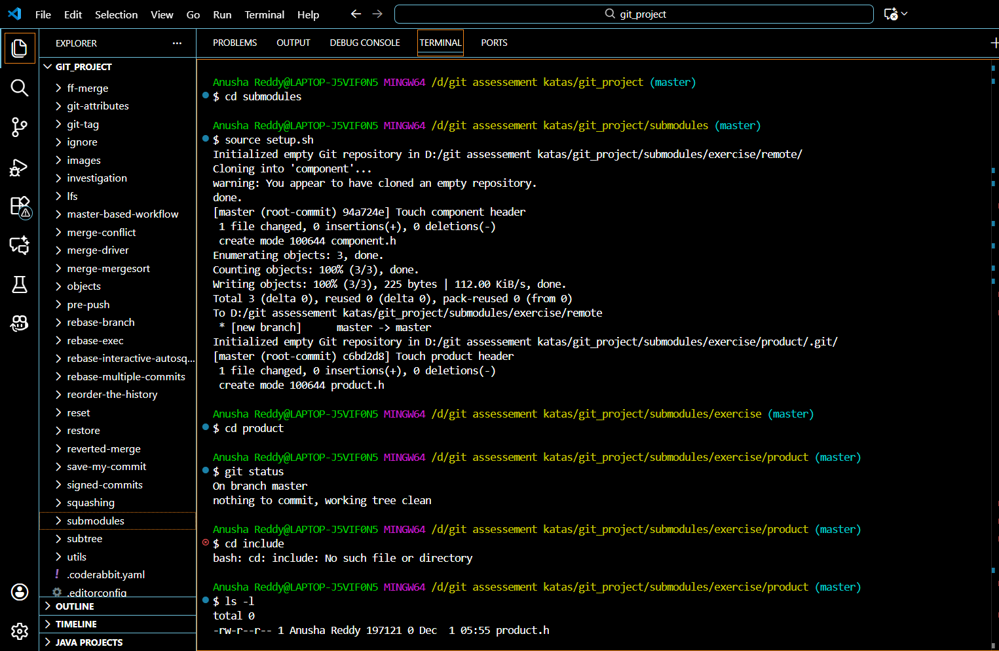 File Edit Selection View Go Run Terminal Help
git_project
EXPLORER
GIT_PROJECT
ff-merge
git-attributes
git-tag
ignore
images
investigation
lfs
master-based-workflow
merge-conflict
merge-driver
merge-mergesort
objects
pre-push
rebase-branch
rebase-exec
rebase-interactive-autosq...
rebase-multiple-commits
reorder-the-history
reset
restore
reverted-merge
save-my-commit
signed-commits
squashing
submodules
subtree
utils
! .coderabbit.yaml
.editorconfig
OUTLINE
TIMELINE
JAVA PROJECTS
PROBLEMS OUTPUT DEBUG CONSOLE TERMINAL PORTS
Anusha Reddy@LAPTOP-J5VIF0N5 MINGW64 /d/git assessement katas/git_project (master)
$ cd submodules
Anusha Reddy@LAPTOP-J5VIF0N5 MINGW64 /d/git assessement katas/git_project/submodules (master)
$ source setup.sh
Initialized empty Git repository in D:/git assessement katas/git_project/submodules/exercise/remote/
Cloning into 'component'...
warning: You appear to have cloned an empty repository.
done.
[master (root-commit) 94a724e] Touch component header
1 file changed, 0 insertions(+), 0 deletions(-)
create mode 100644 component.h
Enumerating objects: 3, done.
Counting objects: 100% (3/3), done.
Writing objects: 100% (3/3), 225 bytes | 112.00 KiB/s, done.
Total 3 (delta 0), reused 0 (delta 0), pack-reused 0 (from 0)
To D:/git assessement katas/git_project/submodules/exercise/remote
* [new branch] master -> master
Initialized empty Git repository in D:/git assessement katas/git_project/submodules/exercise/product/.git/
[master (root-commit) c6bd2d8] Touch product header
1 file changed, 0 insertions(+), 0 deletions(-)
create mode 100644 product.h
Anusha Reddy@LAPTOP-J5VIF0N5 MINGW64 /d/git assessement katas/git_project/submodules/exercise (master)
$ cd product
Anusha Reddy@LAPTOP-J5VIF0N5 MINGW64 /d/git assessement katas/git_project/submodules/exercise/product (master)
$ git status
On branch master
nothing to commit, working tree clean
Anusha Reddy@LAPTOP-J5VIF0N5 MINGW64 /d/git assessement katas/git_project/submodules/exercise/product (master)
$ cd include
bash: cd: include: No such file or directory
Anusha Reddy@LAPTOP-J5VIF0N5 MINGW64 /d/git assessement katas/git_project/submodules/exercise/product (master)
$ ls -l
total 0
-rw-r--r-- 1 Anusha Reddy 197121 0 Dec  1 05:55 product.h